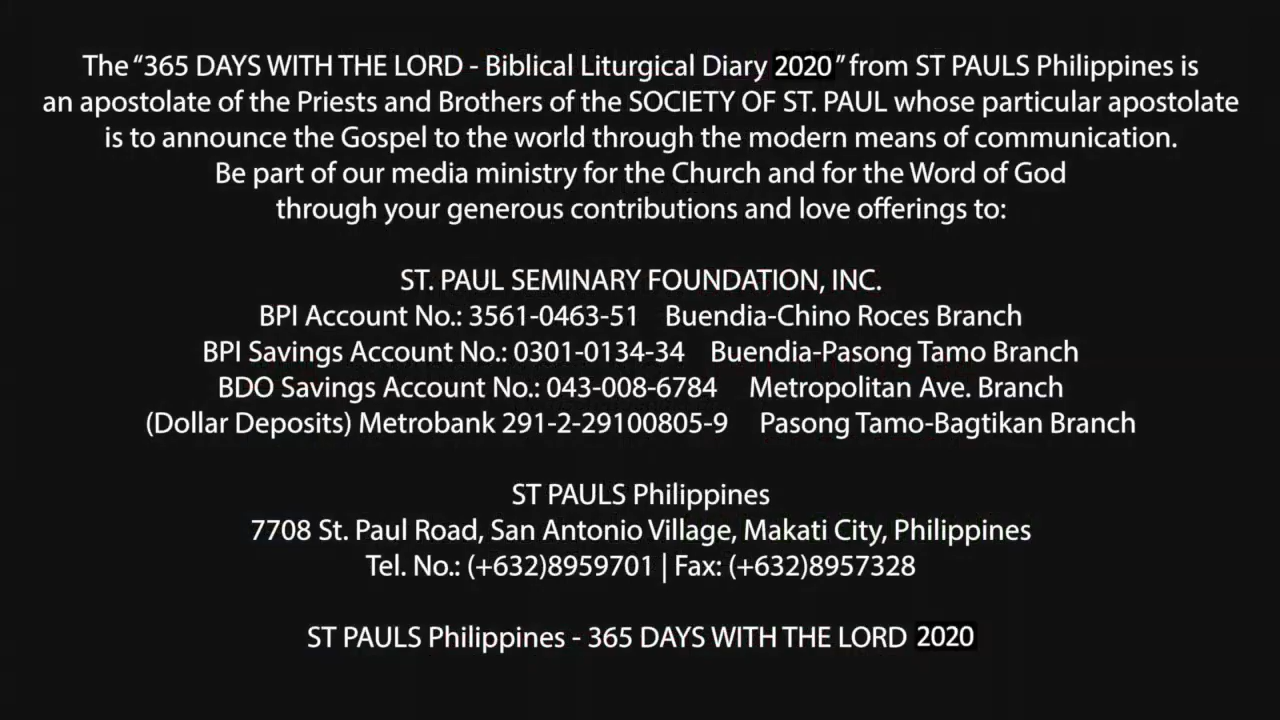 The “365 DAYS WITH THE LORD - Biblical Liturgical Diary 2020” from ST PAULS Philippines is
an apostolate of the Priests and Brothers of the SOCIETY OF ST. PAUL whose particular apostolate
is to announce the Gospel to the world through the modern means of communication.
Be part of our media ministry for the Church and for the Word of God
through your generous contributions and love offerings to:
ST. PAUL SEMINARY FOUNDATION, INC.
BPI Account No.: 3561-0463-51 Buendia-Chino Roces Branch
BPI Savings Account No.: 0301-0134-34 Buendia-Pasong Tamo Branch
BDO Savings Account No.: 043-008-6784 Metropolitan Ave. Branch
(Dollar Deposits) Metrobank 291-2-29100805-9 Pasong Tamo-Bagtikan Branch
ST PAULS Philippines
7708 St. Paul Road, San Antonio Village, Makati City, Philippines
Tel. No.: (+632)8959701 | Fax: (+632)8957328
ST PAULS Philippines - 365 DAYS WITH THE LORD 2020